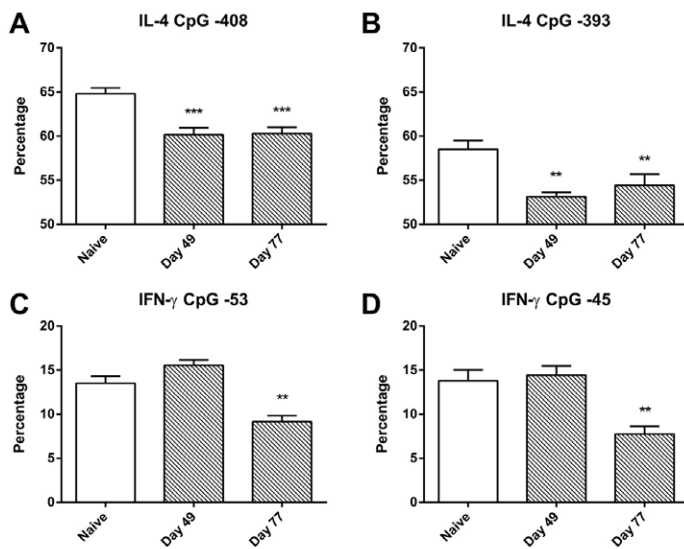 A
IL-4 CpG -408
Percentage
70
65
60
55
50
***
***
Naive
Day 49
Day 77
B
IL-4 CpG -393
Percentage
70
65
60
55
50
**
**
Naive
Day 49
Day 77
C
IFN-γ CpG -53
Percentage
20
15
10
5
0
**
Naive
Day 49
Day 77
D
IFN-γ CpG -45
Percentage
20
15
10
5
0
**
Naive
Day 49
Day 77